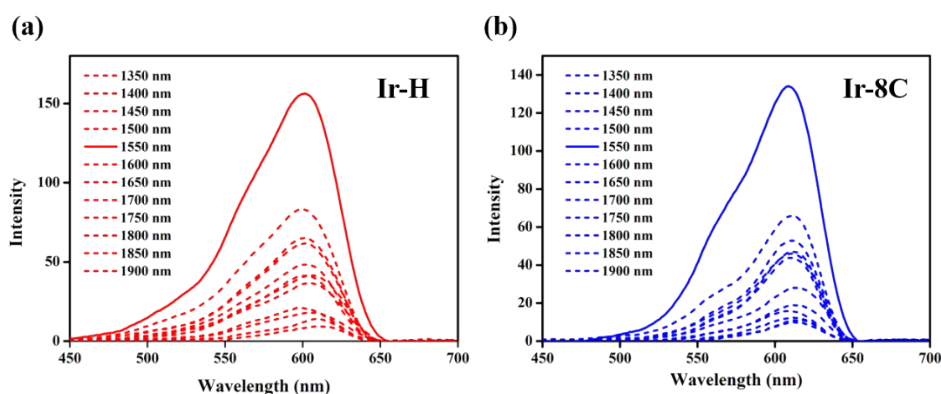 (a)
Ir-H
1350 nm
1400 nm
1450 nm
1500 nm
1550 nm
1600 nm
1650 nm
1700 nm
1750 nm
1800 nm
1850 nm
1900 nm
150
100
50
0
Intensity
450 500 550 600 650 700
Wavelength (nm)
(b)
Ir-8C
1350 nm
1400 nm
1450 nm
1500 nm
1550 nm
1600 nm
1650 nm
1700 nm
1750 nm
1800 nm
1850 nm
1900 nm
140
120
100
80
60
40
20
0
Intensity
450 500 550 600 650 700
Wavelength (nm)